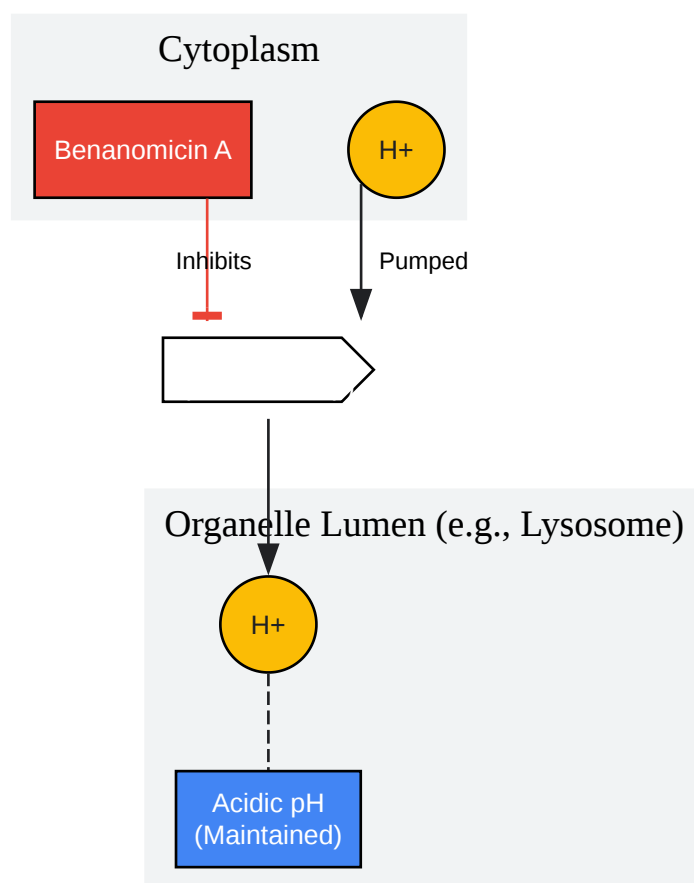 Cytoplasm
Benanomicin A
H+
Inhibits
Pumped
Organelle Lumen (e.g., Lysosome)
H+
Acidic pH
(Maintained)